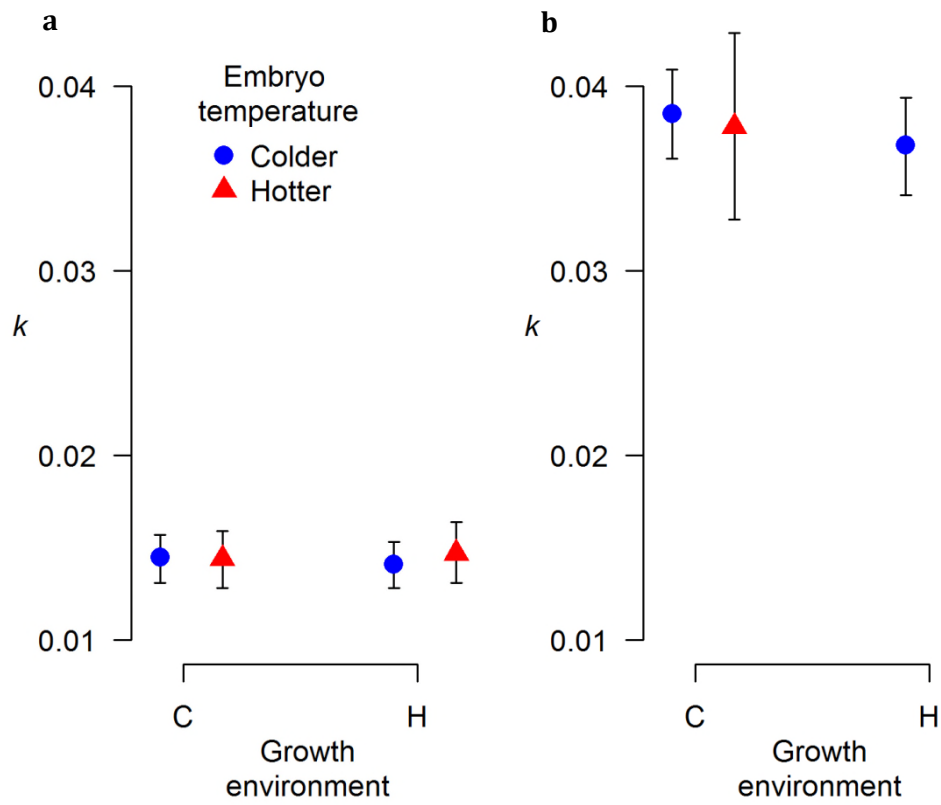 a
Embryo
temperature
Colder
Hotter
0.04
0.03
k
0.02
0.01
C
H
Growth
environment
b
0.04
0.03
k
0.02
0.01
C
H
Growth
environment